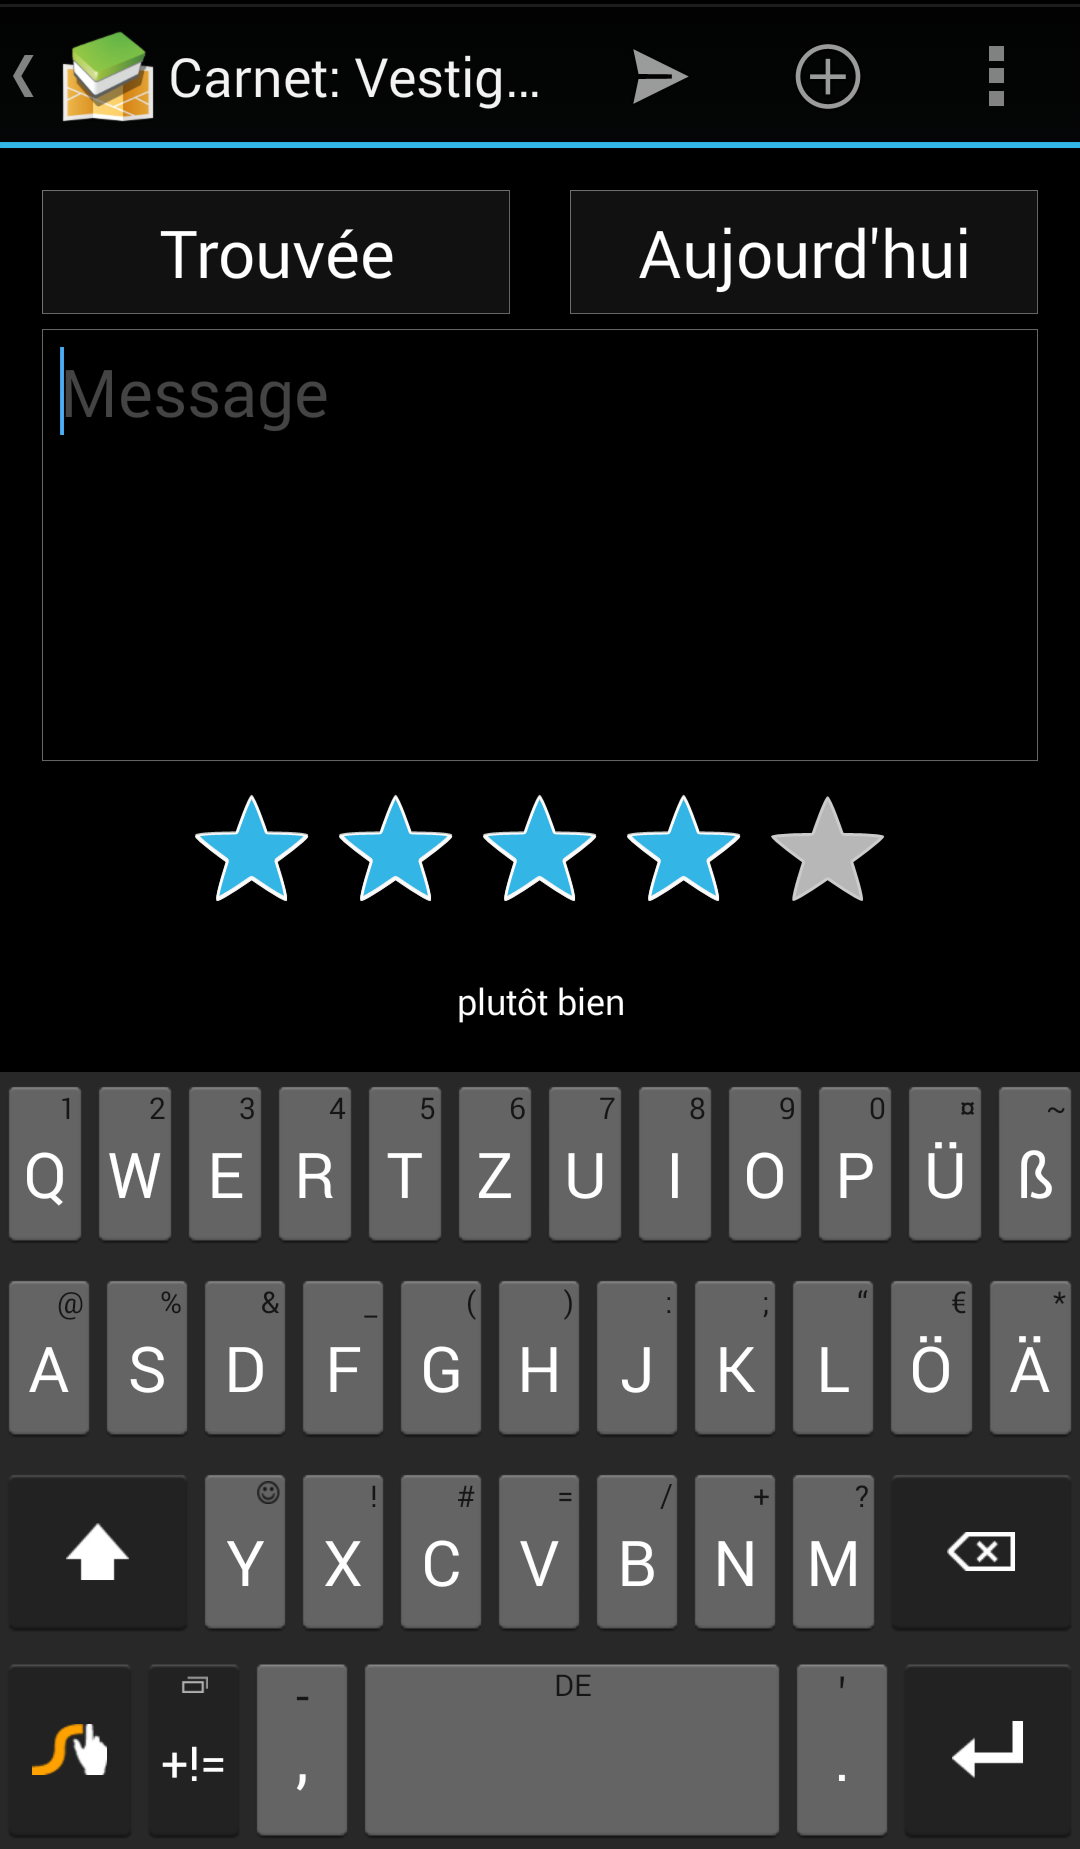 Carnet: Vestig...
Trouvée
Aujourd'hui
Message
plutôt bien
1 2 3 4 5 6 7 8 9 0 ¤ ~
Q W E R T Z U I O P Ü ß
@ % & _ ( ) : ; “ € *
A S D F G H J K L Ö Ä
! # = / + ?
Y X C V B N M
- DE '
+!= , .